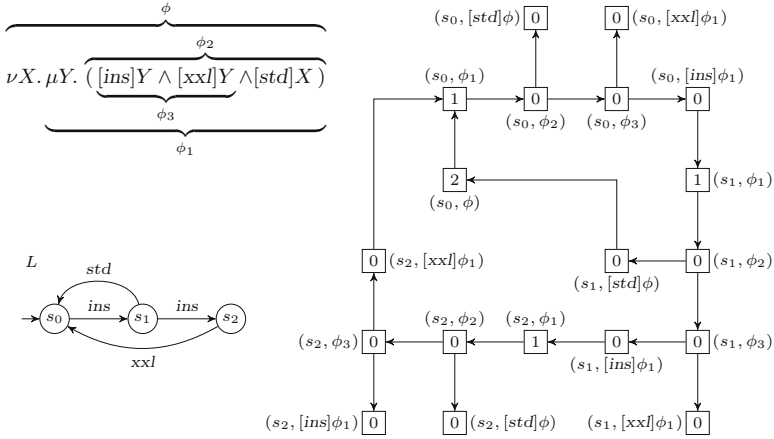 ϕ
ϕ₂
νX. μY. ( [ins]Y ∧ [xxl]Y ∧[std]X )
ϕ₃
ϕ₁
(s₀, [std]ϕ) 0
0 (s₀, [xxl]ϕ₁)
(s₀, ϕ₁)
(s₀, [ins]ϕ₁)
1 0 0 0
(s₀, ϕ₂) (s₀, ϕ₃)
2
(s₀, ϕ)
1 (s₁, ϕ₁)
0 (s₂, [xxl]ϕ₁)
0
(s₁, [std]ϕ)
0 (s₁, ϕ₂)
(s₂, ϕ₂) (s₂, ϕ₁)
(s₂, ϕ₃) 0 0 1 0 0 (s₁, ϕ₃)
(s₁, [ins]ϕ₁)
(s₂, [ins]ϕ₁) 0
0 (s₂, [std]ϕ)
(s₁, [xxl]ϕ₁) 0
L
std
ins ins
s₀ s₁ s₂
xxl